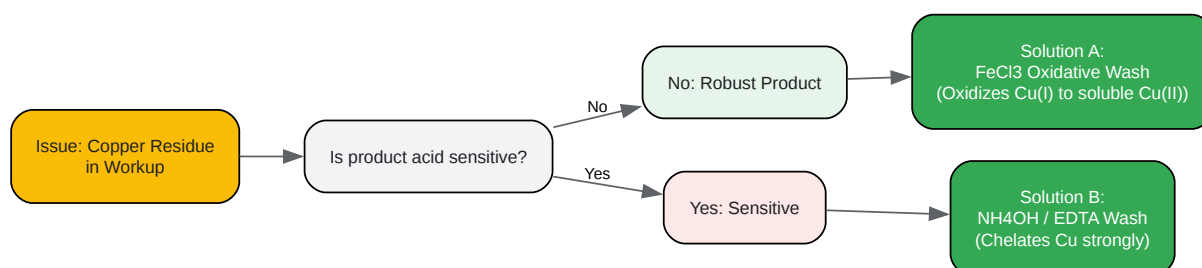 Issue: Copper Residue
in Workup
Is product acid sensitive?
No
No: Robust Product
Solution A:
FeCl3 Oxidative Wash
(Oxidizes Cu(I) to soluble Cu(II))
Yes
Yes: Sensitive
Solution B:
NH4OH / EDTA Wash
(Chelates Cu strongly)